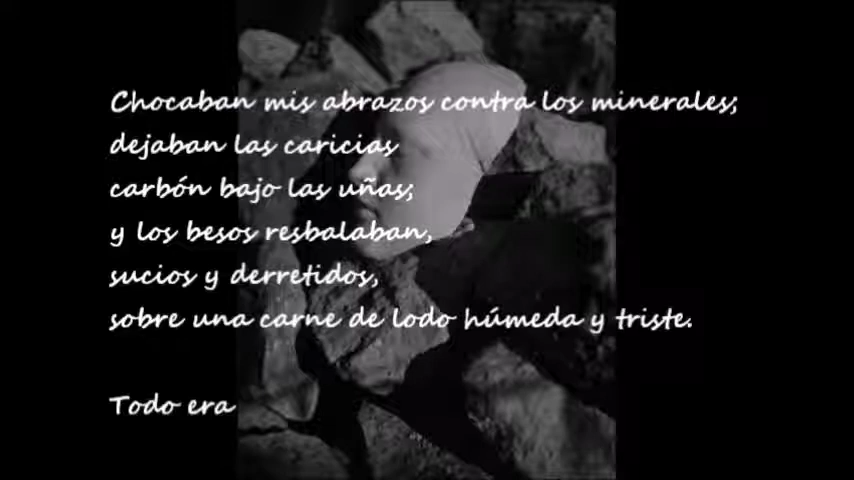 Chocaban mis abrazos contra los minerales;
dejaban las caricias
carbón bajo las uñas;
y los besos resbalaban,
sucios y derretidos,
sobre una carne de lodo húmeda y triste.
Todo era